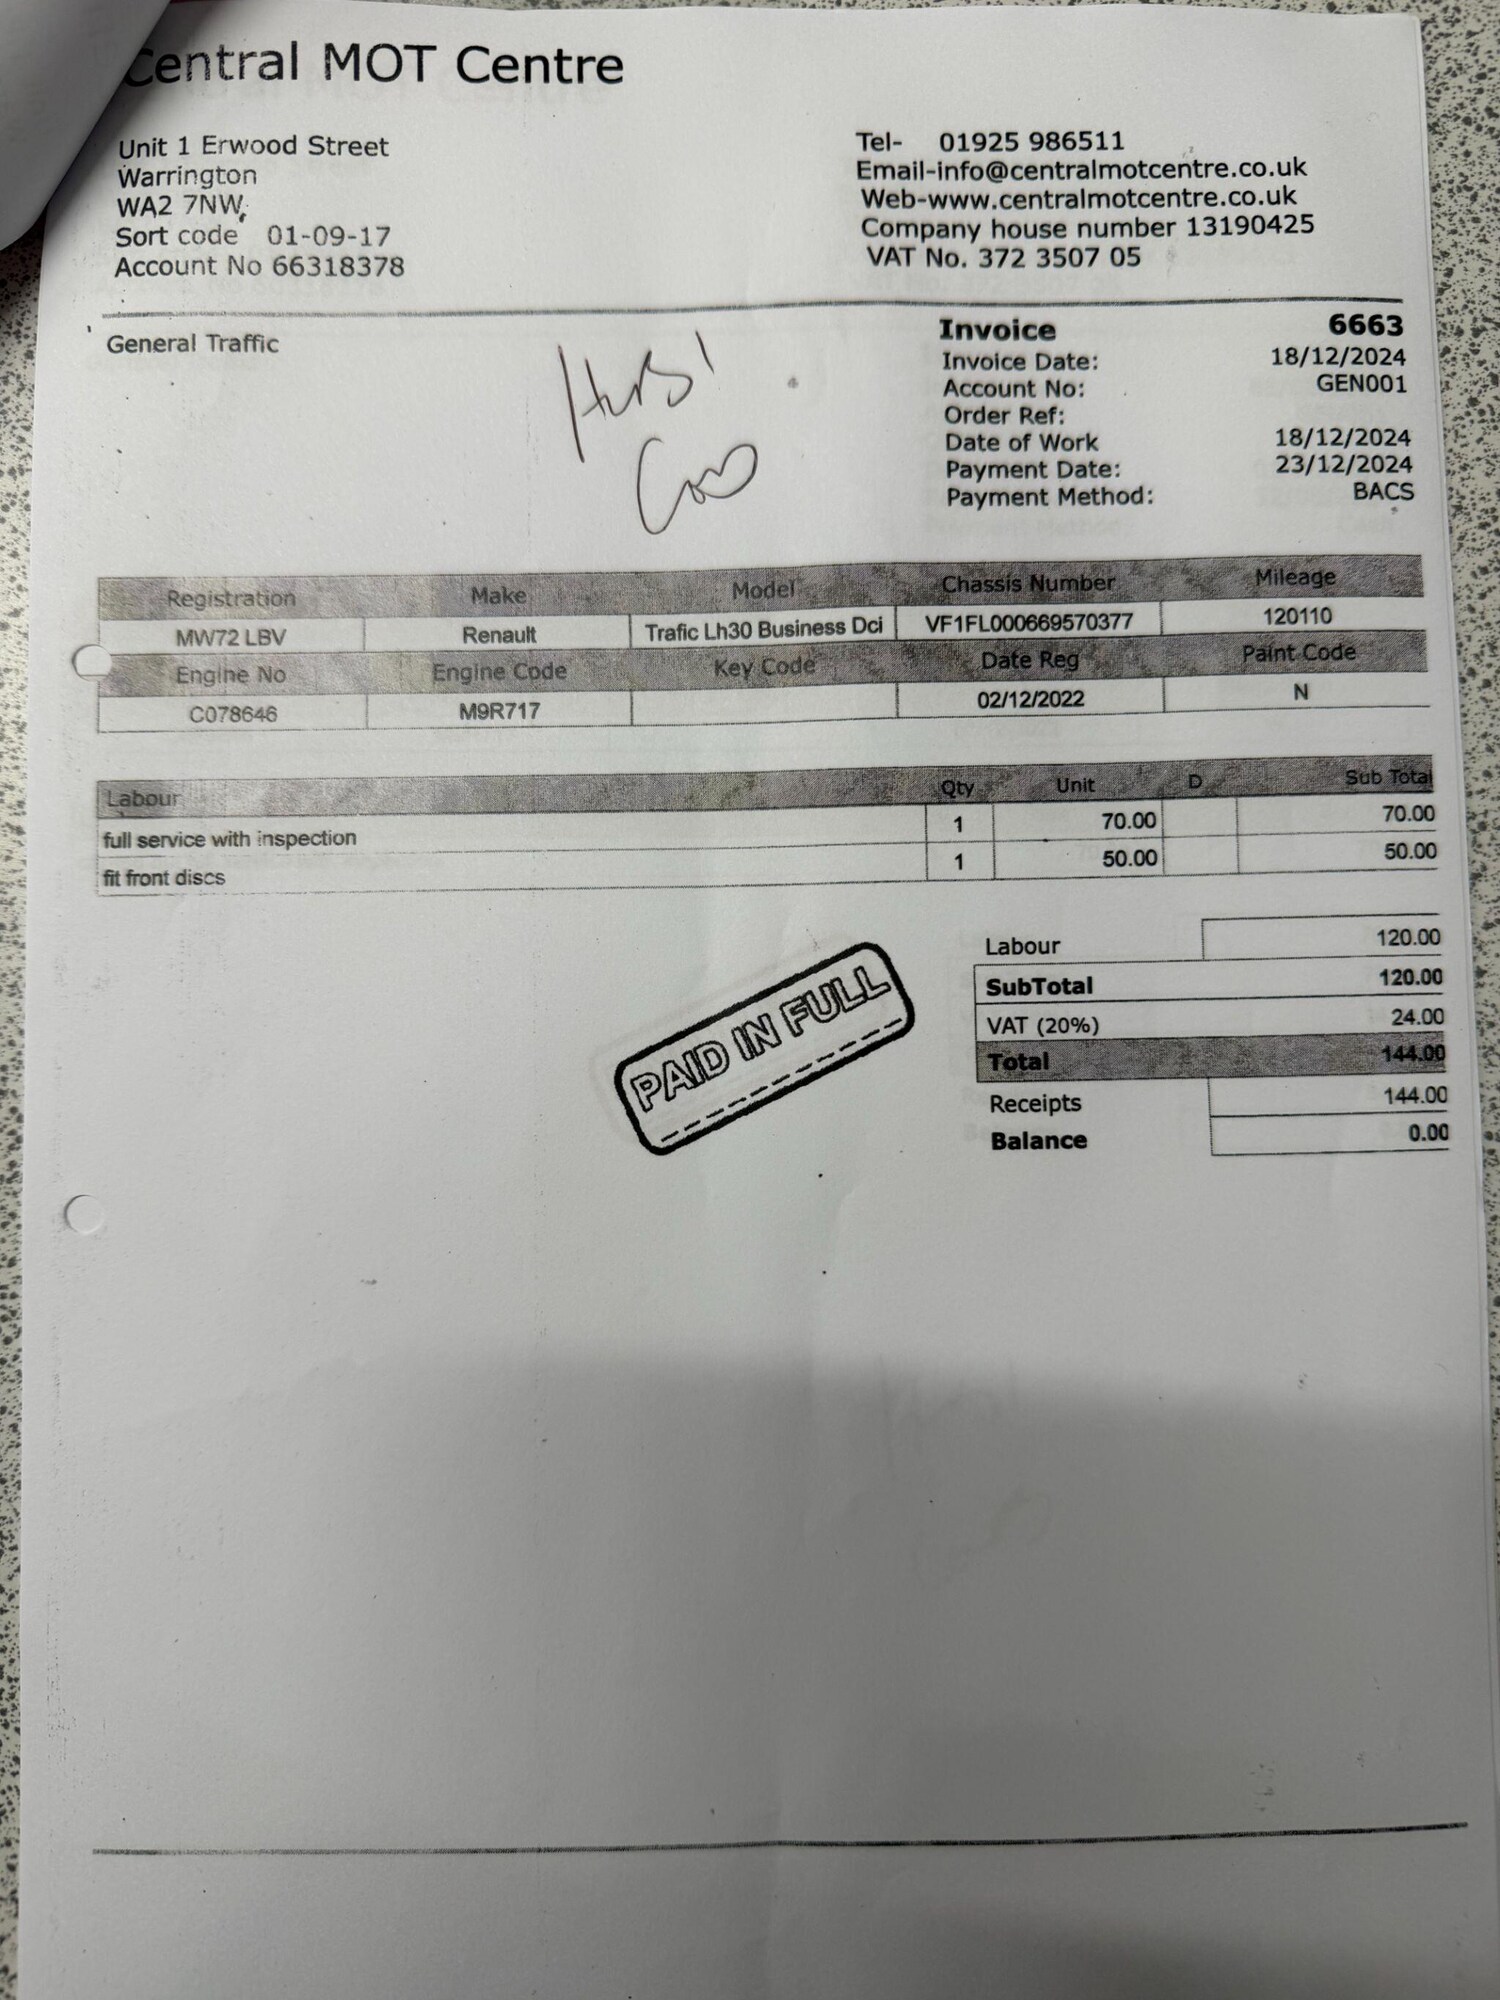 Central MOT Centre
Unit 1 Erwood Street
Warrington
WA2 7NW
Sort code 01-09-17
Account No 66318378
Tel- 01925 986511
Email-info@centralmotcentre.co.uk
Web-www.centralmotcentre.co.uk
Company house number 13190425
VAT No. 372 3507 05
General Traffic
Invoice 6663
Invoice Date: 18/12/2024
Account No: GEN001
Order Ref:
Date of Work 18/12/2024
Payment Date: 23/12/2024
Payment Method: BACS
Registration Make Model Chassis Number Mileage
MW72 LBV Renault Trafic Lh30 Business Dci VF1FL000669570377 120110
Engine No Engine Code Key Code Date Reg Paint Code
C078646 M9R717 02/12/2022 N
Labour Qty Unit D Sub Total
full service with inspection 1 70.00 70.00
fit front discs 1 50.00 50.00
Labour 120.00
SubTotal 120.00
VAT (20%) 24.00
Total 144.00
Receipts 144.00
Balance 0.00
PAID IN FULL